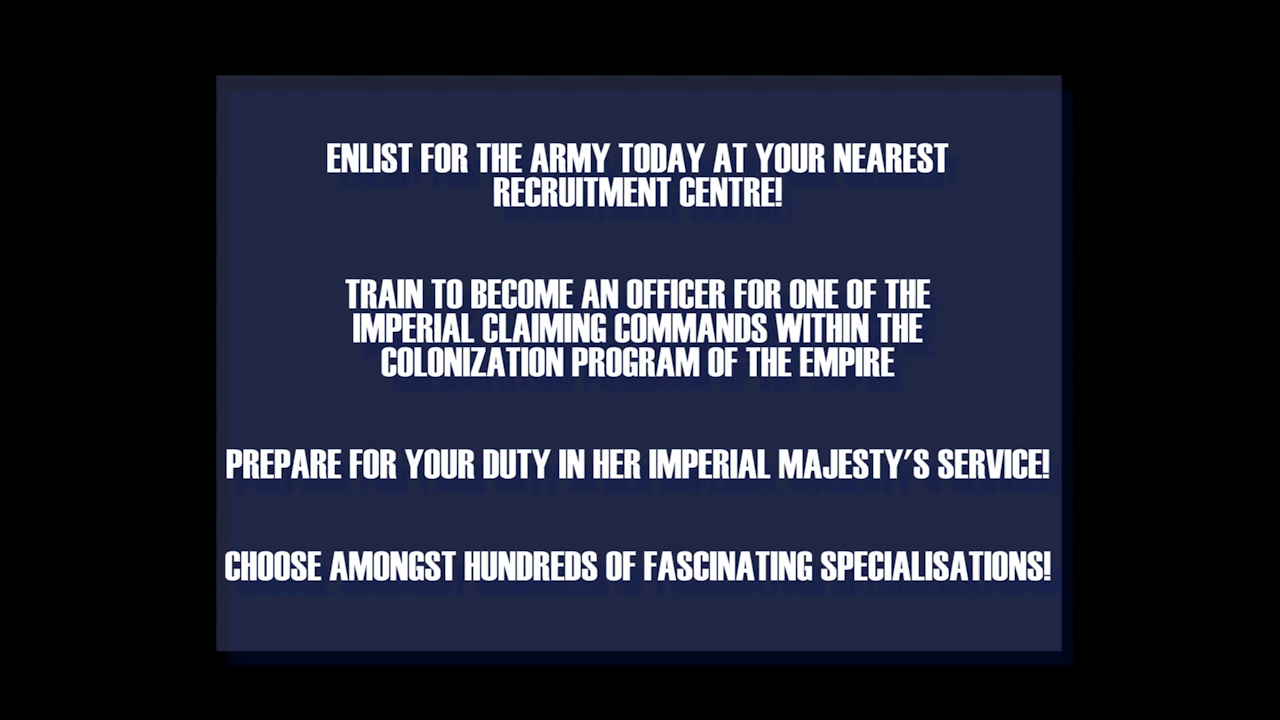 ENLIST FOR THE ARMY TODAY AT YOUR NEAREST
RECRUITMENT CENTRE!
TRAIN TO BECOME AN OFFICER FOR ONE OF THE
IMPERIAL CLAIMING COMMANDS WITHIN THE
COLONIZATION PROGRAM OF THE EMPIRE
PREPARE FOR YOUR DUTY IN HER IMPERIAL MAJESTY'S SERVICE!
CHOOSE AMONGST HUNDREDS OF FASCINATING SPECIALISATIONS!